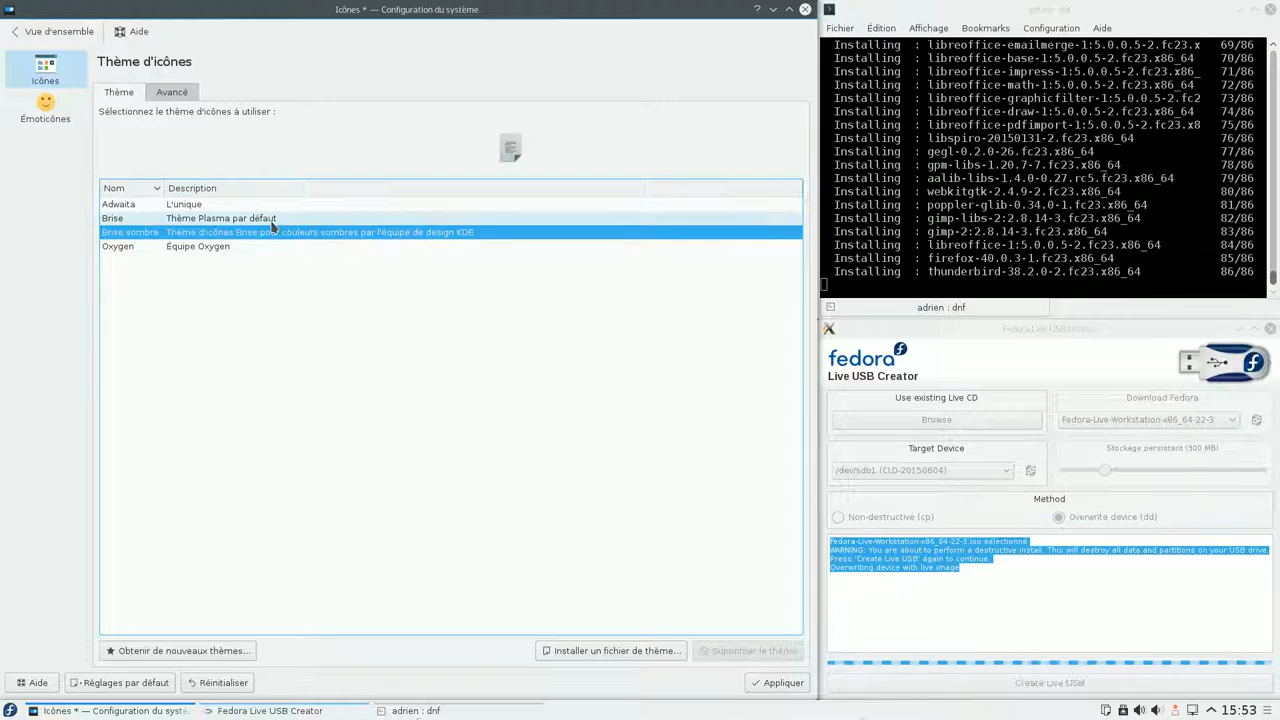 Icônes * — Configuration du système
Vue d'ensemble
Aide
Icônes
Émoticônes
Thème d'icônes
Thème
Avancé
Sélectionnez le thème d'icônes à utiliser :
Nom
Description
Adwaita L'unique
Brise Thème Plasma par défaut
Brise sombre Thème d'icônes Brise pour couleurs sombres par l'équipe de design KDE
Oxygen Équipe Oxygen
Obtenir de nouveaux thèmes...
Installer un fichier de thème...
Supprimer le thème
Aide
Réglages par défaut
Réinitialiser
Appliquer
adrien : dnf
Fichier Édition Affichage Bookmarks Configuration Aide
Installing : libreoffice-emailmerge-1:5.0.0.5-2.fc23.x 69/86
Installing : libreoffice-base-1:5.0.0.5-2.fc23.x86_64 70/86
Installing : libreoffice-impress-1:5.0.0.5-2.fc23.x86_ 71/86
Installing : libreoffice-math-1:5.0.0.5-2.fc23.x86_64 72/86
Installing : libreoffice-graphicfilter-1:5.0.0.5-2.fc2 73/86
Installing : libreoffice-draw-1:5.0.0.5-2.fc23.x86_64 74/86
Installing : libreoffice-pdfimport-1:5.0.0.5-2.fc23.x8 75/86
Installing : libspiro-20150131-2.fc23.x86_64 76/86
Installing : gegl-0.2.0-26.fc23.x86_64 77/86
Installing : gpm-libs-1.20.7-7.fc23.x86_64 78/86
Installing : aalib-libs-1.4.0-0.27.rc5.fc23.x86_64 79/86
Installing : webkitgtk-2.4.9-2.fc23.x86_64 80/86
Installing : poppler-glib-0.34.0-1.fc23.x86_64 81/86
Installing : gimp-libs-2:2.8.14-3.fc23.x86_64 82/86
Installing : gimp-2:2.8.14-3.fc23.x86_64 83/86
Installing : libreoffice-1:5.0.0.5-2.fc23.x86_64 84/86
Installing : firefox-40.0.3-1.fc23.x86_64 85/86
Installing : thunderbird-38.2.0-2.fc23.x86_64 86/86
adrien : dnf
Fedora Live USB Creator
fedora
Live USB Creator
Use existing Live CD
Browse
Download Fedora
Fedora-Live-Workstation-x86_64-22-3
Target Device
/dev/sdb1 (CLD-20150604)
Stockage persistant (300 MB)
Method
Non-destructive (cp)
Overwrite device (dd)
Fedora-Live-Workstation-x86_64-22-3.iso sélectionné
WARNING: You are about to perform a destructive install. This will destroy all data and partitions on your USB drive.
Press 'Create Live USB' again to continue.
Overwriting device with live image
Create Live USB
Icônes * — Configuration du systè
Fedora Live USB Creator
adrien : dnf
15:53